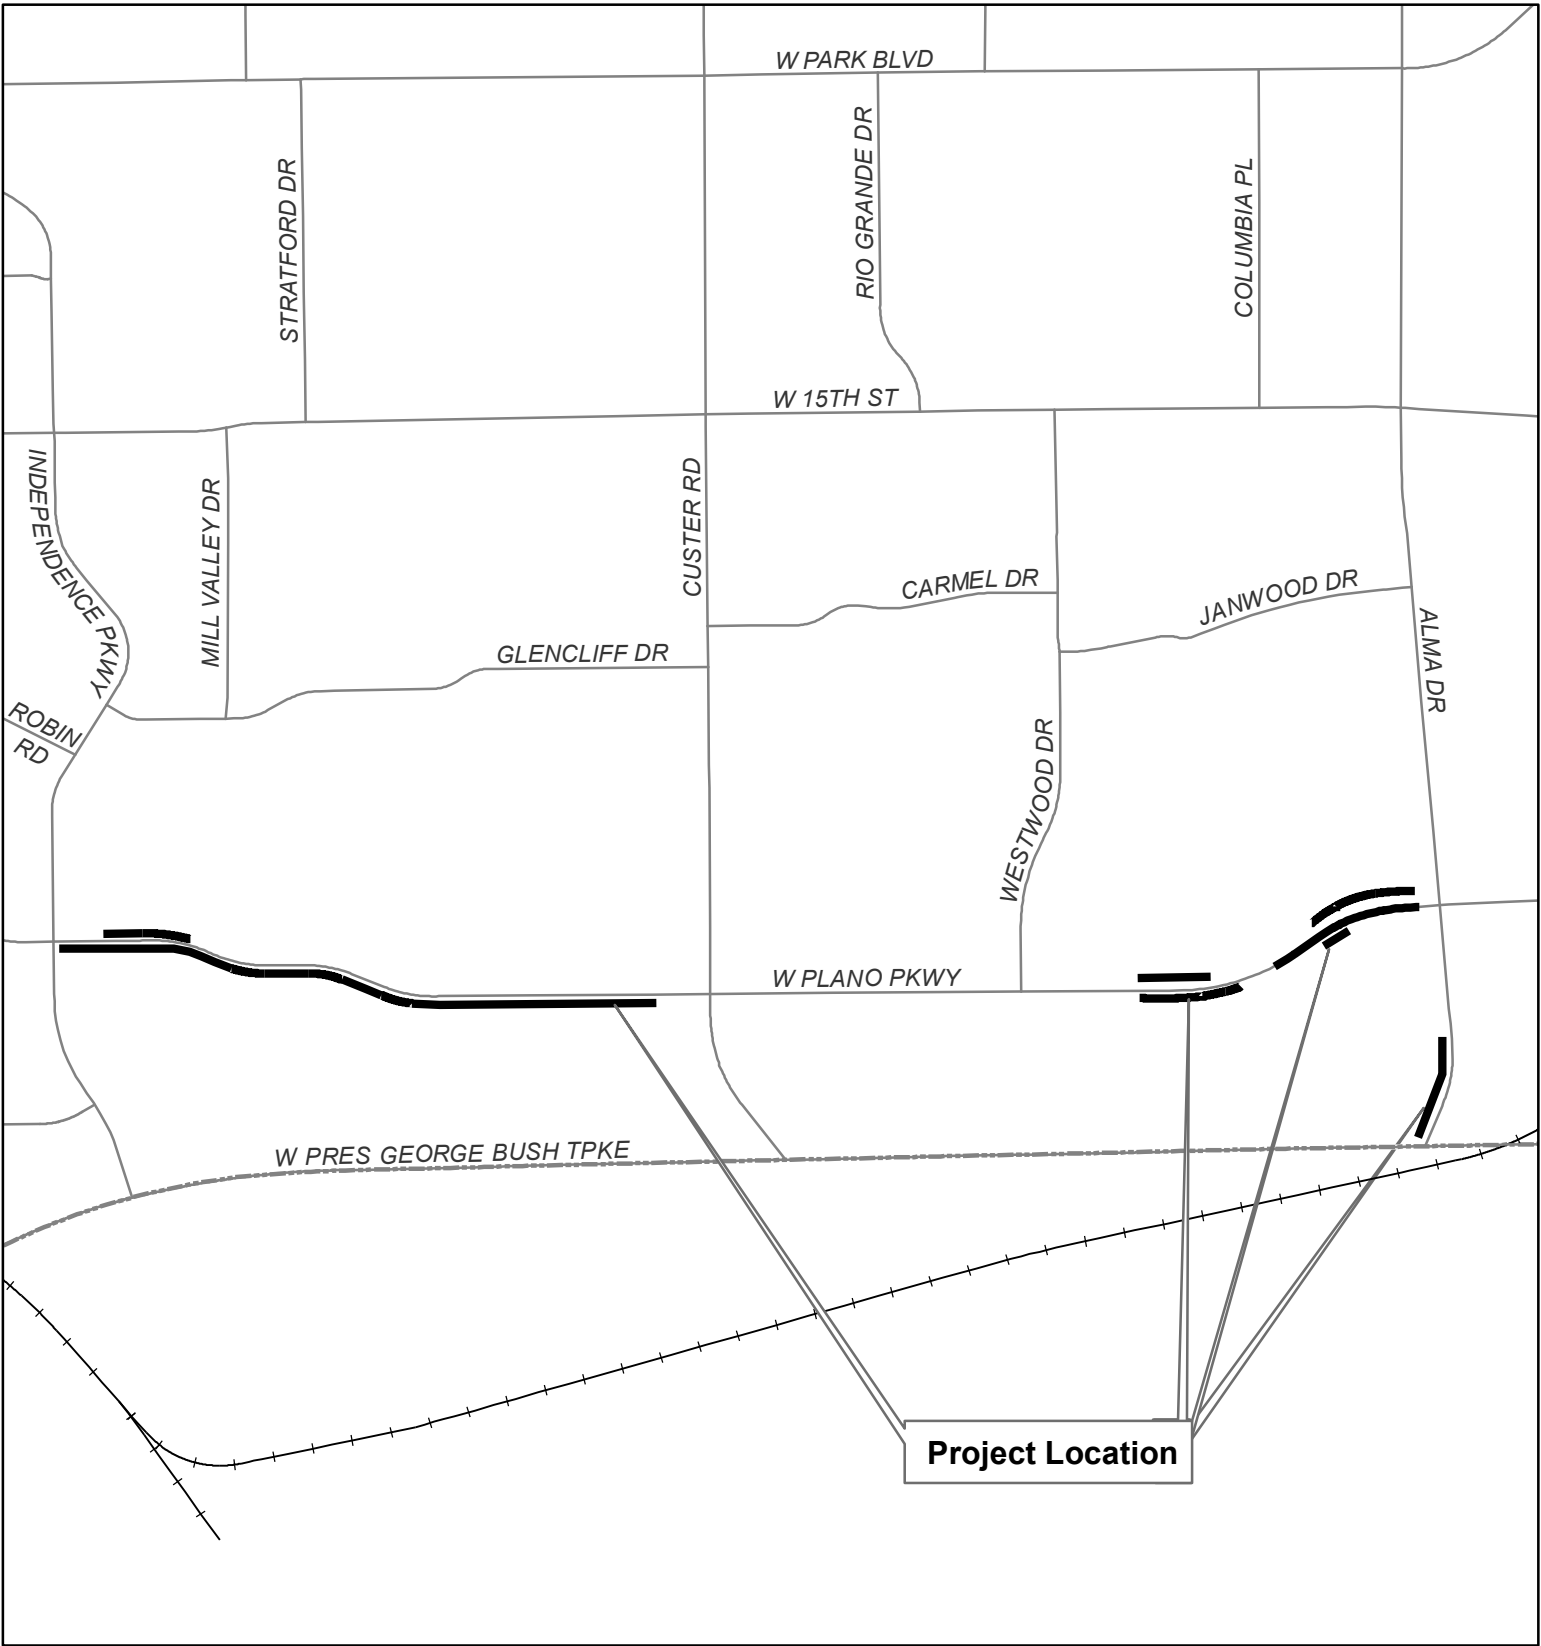 W PARK BLVD
STRATFORD DR
RIO GRANDE DR
COLUMBIA PL
W 15TH ST
INDEPENDENCE PKWY
MILL VALLEY DR
CUSTER RD
CARMEL DR
JANWOOD DR
ALMA DR
GLENCLIFF DR
ROBIN
RD
WESTWOOD DR
W PLANO PKWY
W PRES GEORGE BUSH TPKE
Project Location